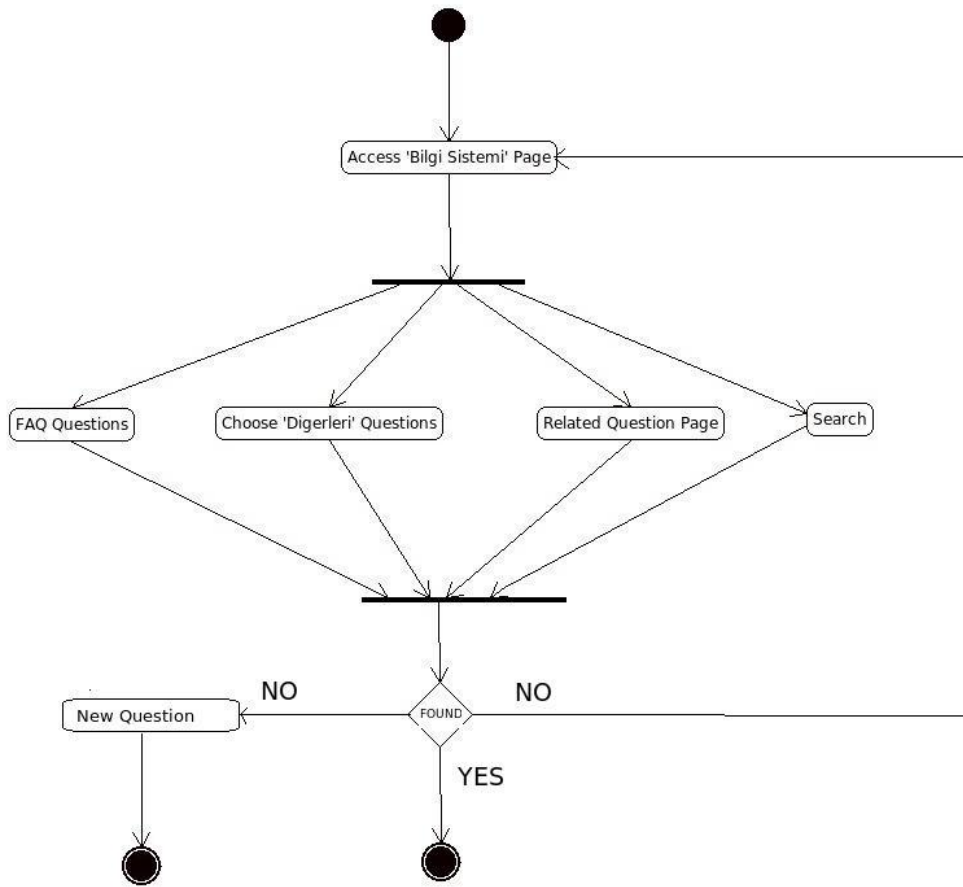 Access 'Bilgi Sistemi' Page
FAQ Questions
Choose 'Digerleri' Questions
Related Question Page
Search
NO
NO
New Question
FOUND
YES